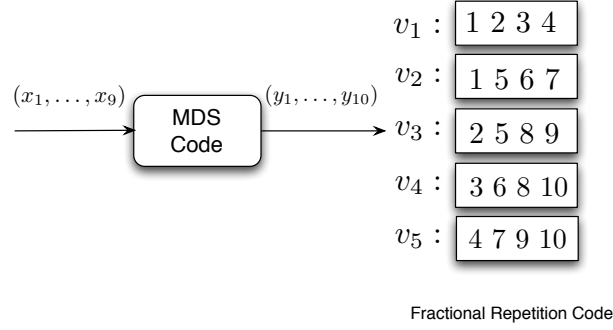 (x₁, . . . , x₉)
MDS
Code
(y₁, . . . , y₁₀)
v₁ : 1 2 3 4
v₂ : 1 5 6 7
v₃ : 2 5 8 9
v₄ : 3 6 8 10
v₅ : 4 7 9 10
Fractional Repetition Code